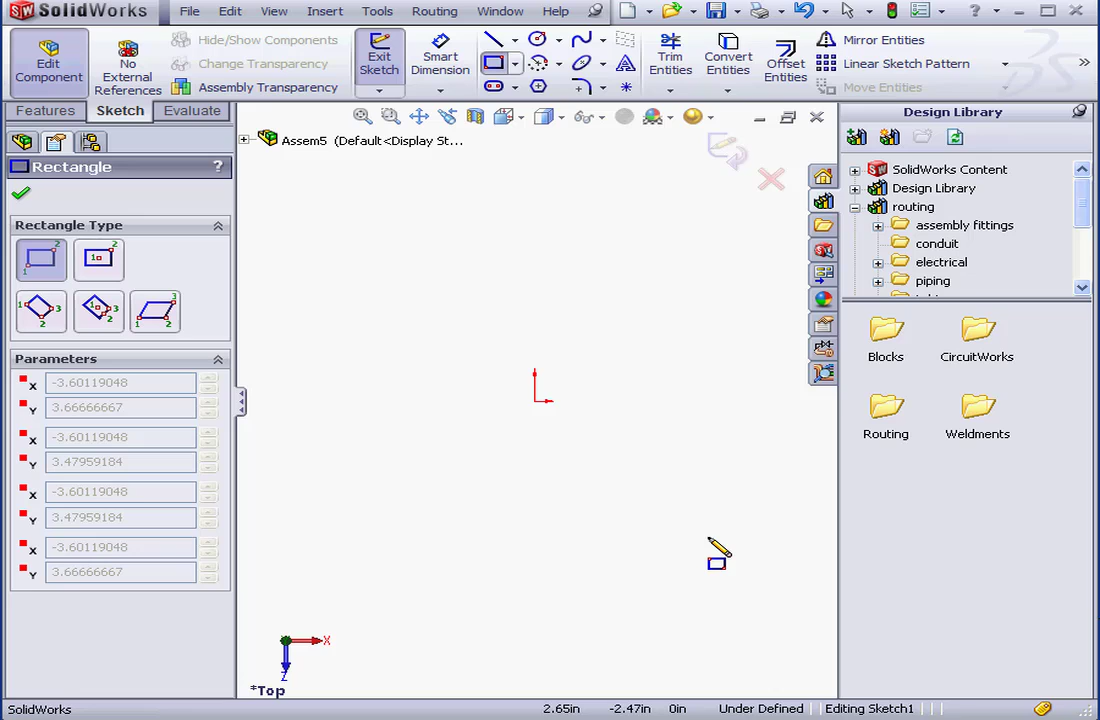 SolidWorks File Edit View Insert Tools Routing Window Help
Edit Component
No External References
Hide/Show Components
Change Transparency
Assembly Transparency
Exit Sketch
Smart Dimension
Trim Entities
Convert Entities
Offset Entities
Mirror Entities
Linear Sketch Pattern
Move Entities
Features Sketch Evaluate
Assem5 (Default<Display St...
Rectangle ?
Rectangle Type
Parameters
X -3.60119048
Y 3.66666667
X -3.60119048
Y 3.47959184
X -3.60119048
Y 3.47959184
X -3.60119048
Y 3.66666667
X
Z
*Top
Design Library
SolidWorks Content
Design Library
routing
assembly fittings
conduit
electrical
piping
Blocks CircuitWorks
Routing Weldments
SolidWorks 2.65in -2.47in 0in Under Defined Editing Sketch1